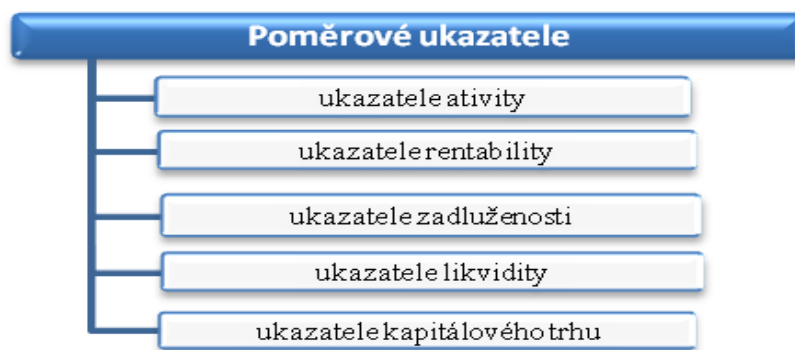 Poměrové ukazatele
ukazatele ativity
ukazatele rentability
ukazatele zadluženosti
ukazatele likvidity
ukazatele kapitálového trhu